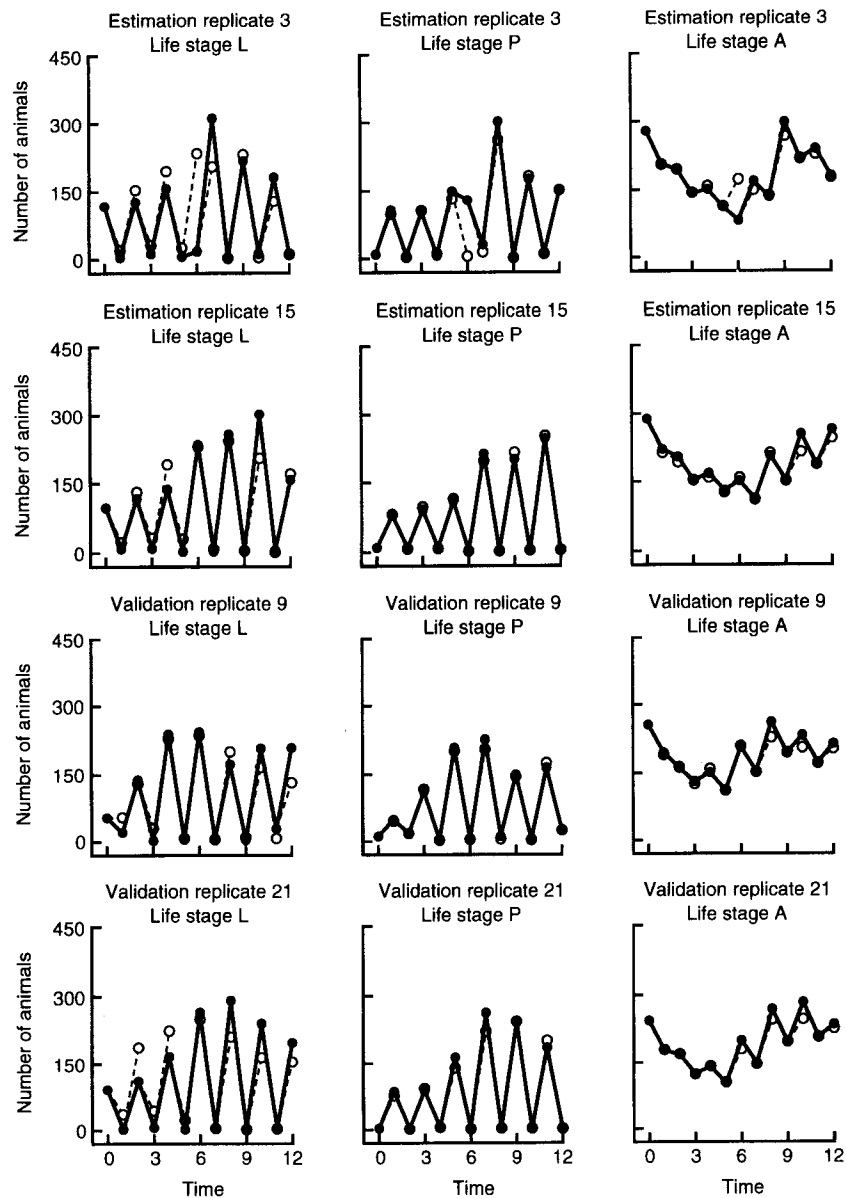 Estimation replicate 3
Life stage L
Estimation replicate 3
Life stage P
Estimation replicate 3
Life stage A
Number of animals
450
300
150
0
Estimation replicate 15
Life stage L
Estimation replicate 15
Life stage P
Estimation replicate 15
Life stage A
Number of animals
450
300
150
0
Validation replicate 9
Life stage L
Validation replicate 9
Life stage P
Validation replicate 9
Life stage A
Number of animals
450
300
150
0
Validation replicate 21
Life stage L
Validation replicate 21
Life stage P
Validation replicate 21
Life stage A
Number of animals
450
300
150
0
0 3 6 9 12
0 3 6 9 12
0 3 6 9 12
Time
Time
Time